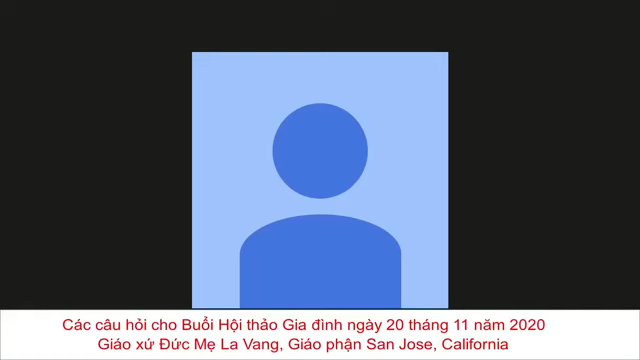 Các câu hỏi cho Buổi Hội thảo Gia đình ngày 20 tháng 11 năm 2020
Giáo xứ Đức Mẹ La Vang, Giáo phận San Jose, California